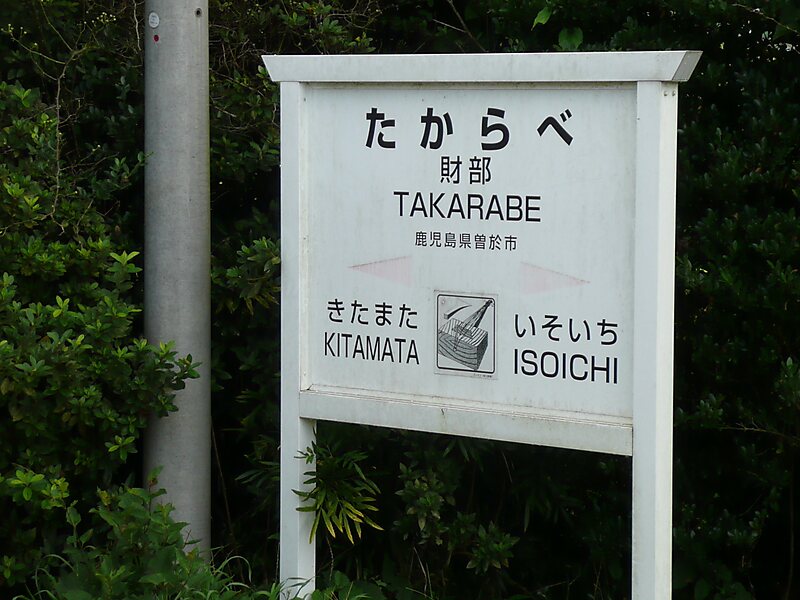 たからべ
財部
TAKARABE
鹿児島県曽於市
きたまた
KITAMATA
いそいち
ISOICHI